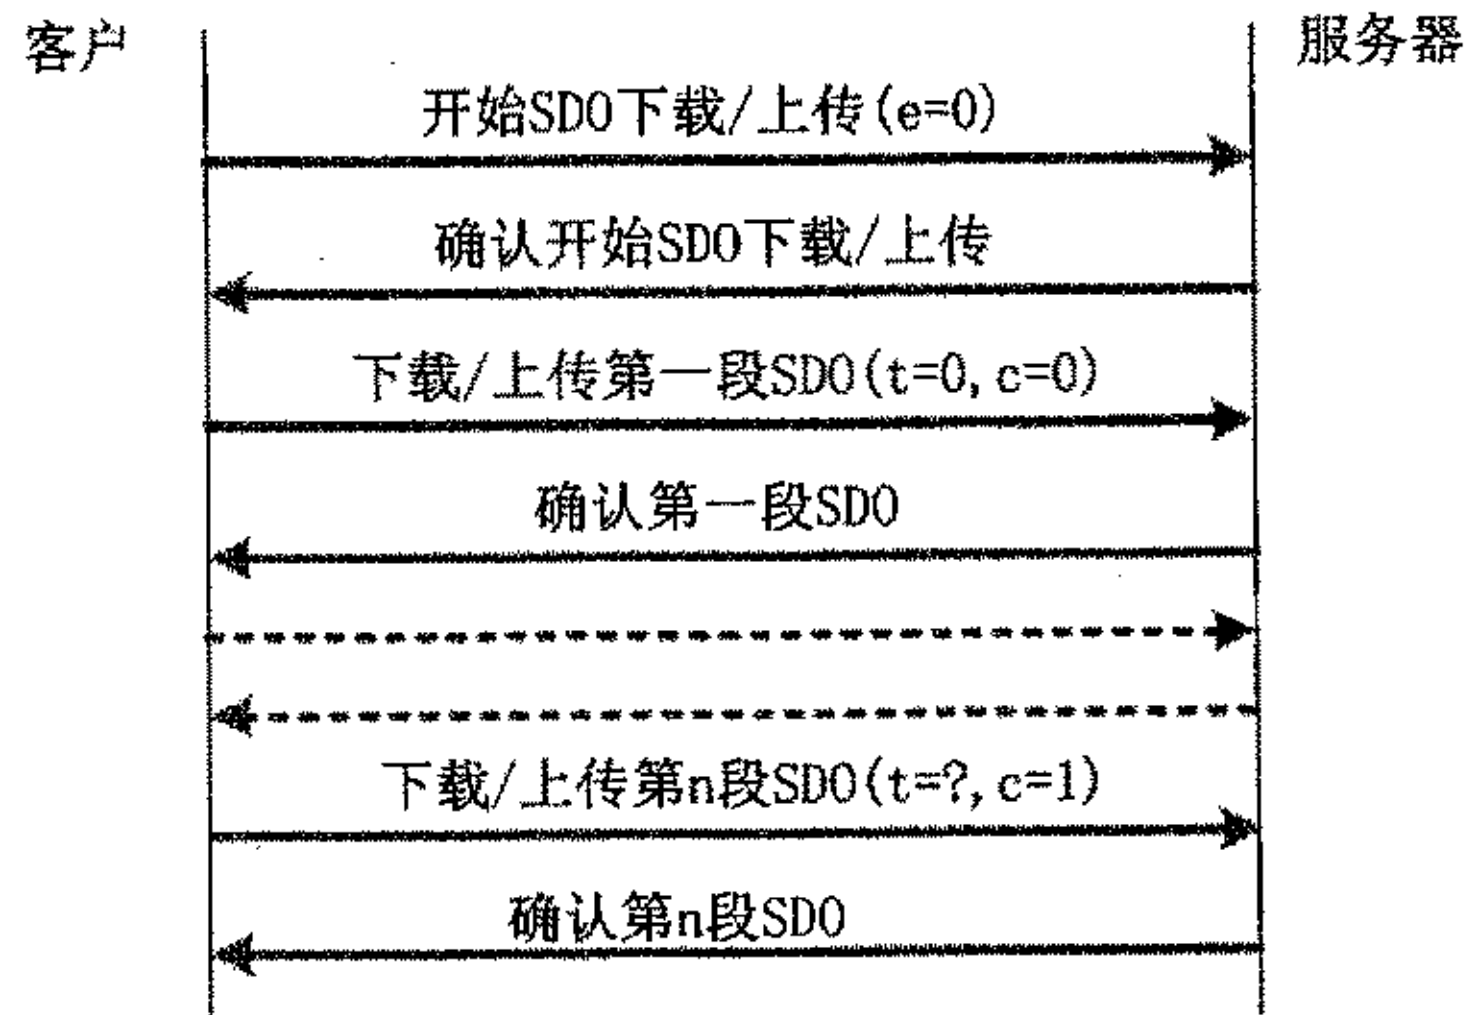 客户
服务器
开始SDO下载/上传(e=0)
确认开始SDO下载/上传
下载/上传第一段SDO(t=0,c=0)
确认第一段SDO
下载/上传第n段SDO(t=?,c=1)
确认第n段SDO